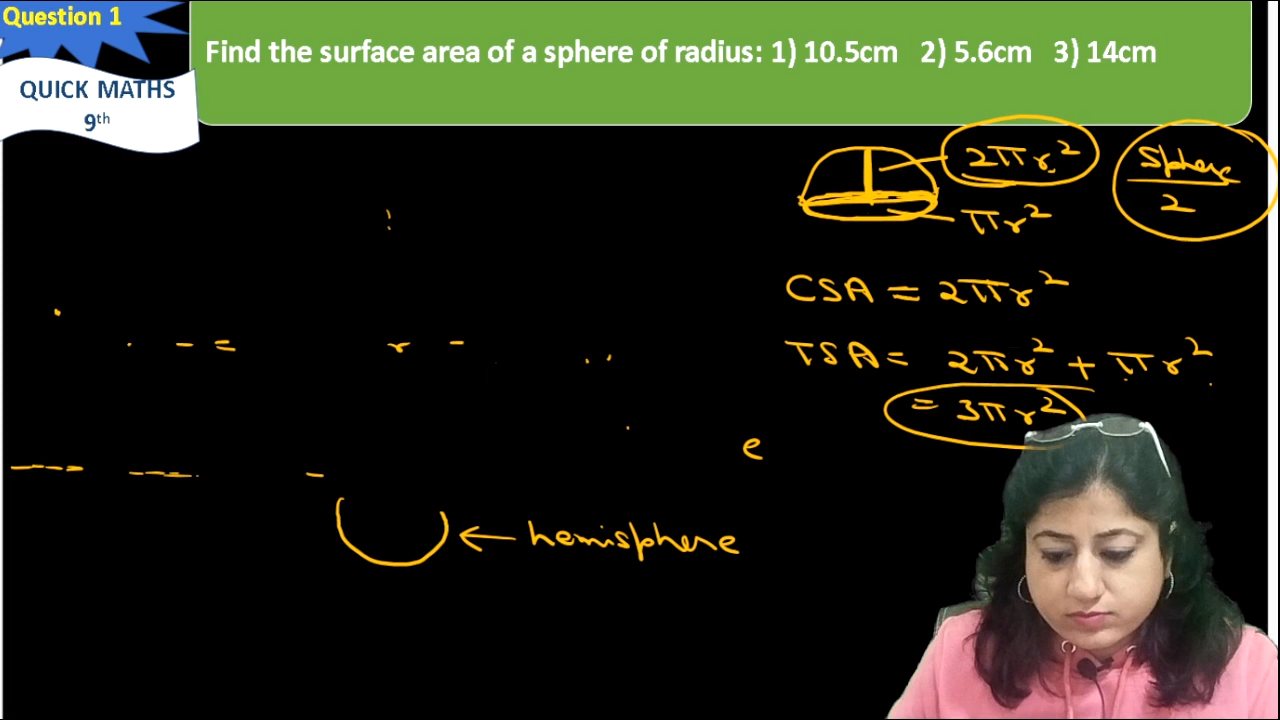 Question 1
Find the surface area of a sphere of radius: 1) 10.5cm 2) 5.6cm 3) 14cm
QUICK MATHS
9th
2πr²
Sphere
2
πr²
CSA = 2πr²
TSA = 2πr² + πr²
= 3πr²
e
← hemisphere